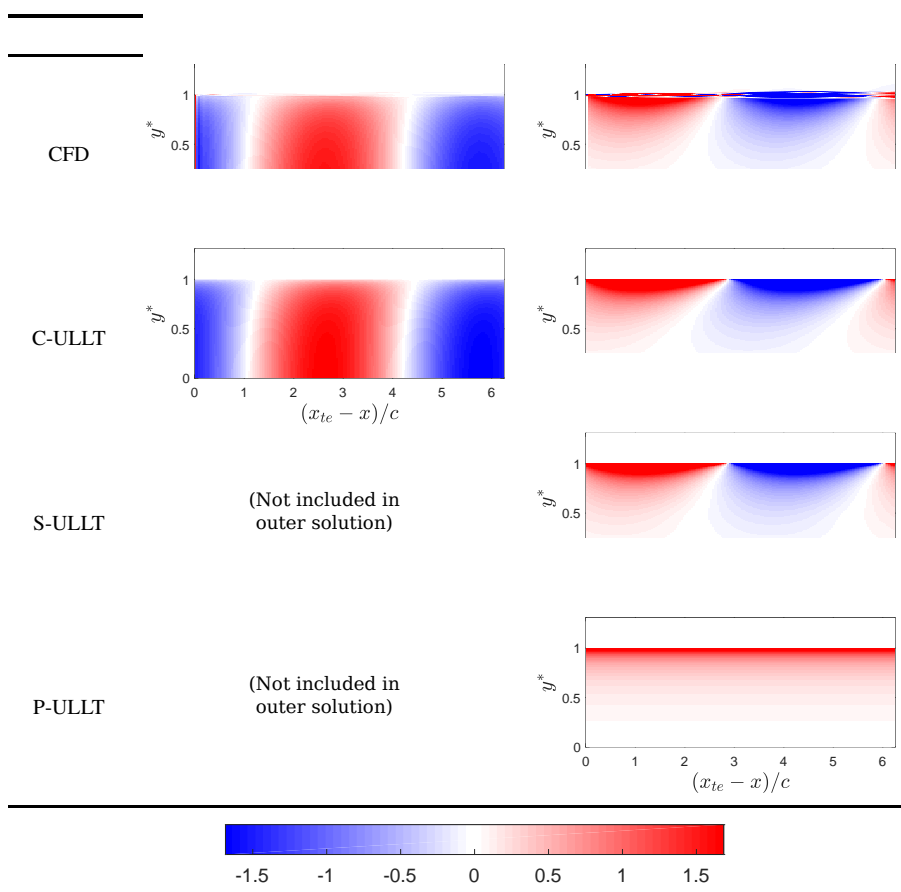 1
0.5
y*
CFD
1
0.5
y*
1
0.5
0
y*
C-ULLT
0 1 2 3 4 5 6
(x_te − x)/c
1
0.5
y*
S-ULLT
(Not included in
outer solution)
1
0.5
y*
P-ULLT
(Not included in
outer solution)
1
0.5
0
y*
0 1 2 3 4 5 6
(x_te − x)/c
1
0.5
y*
-1.5 -1 -0.5 0 0.5 1 1.5